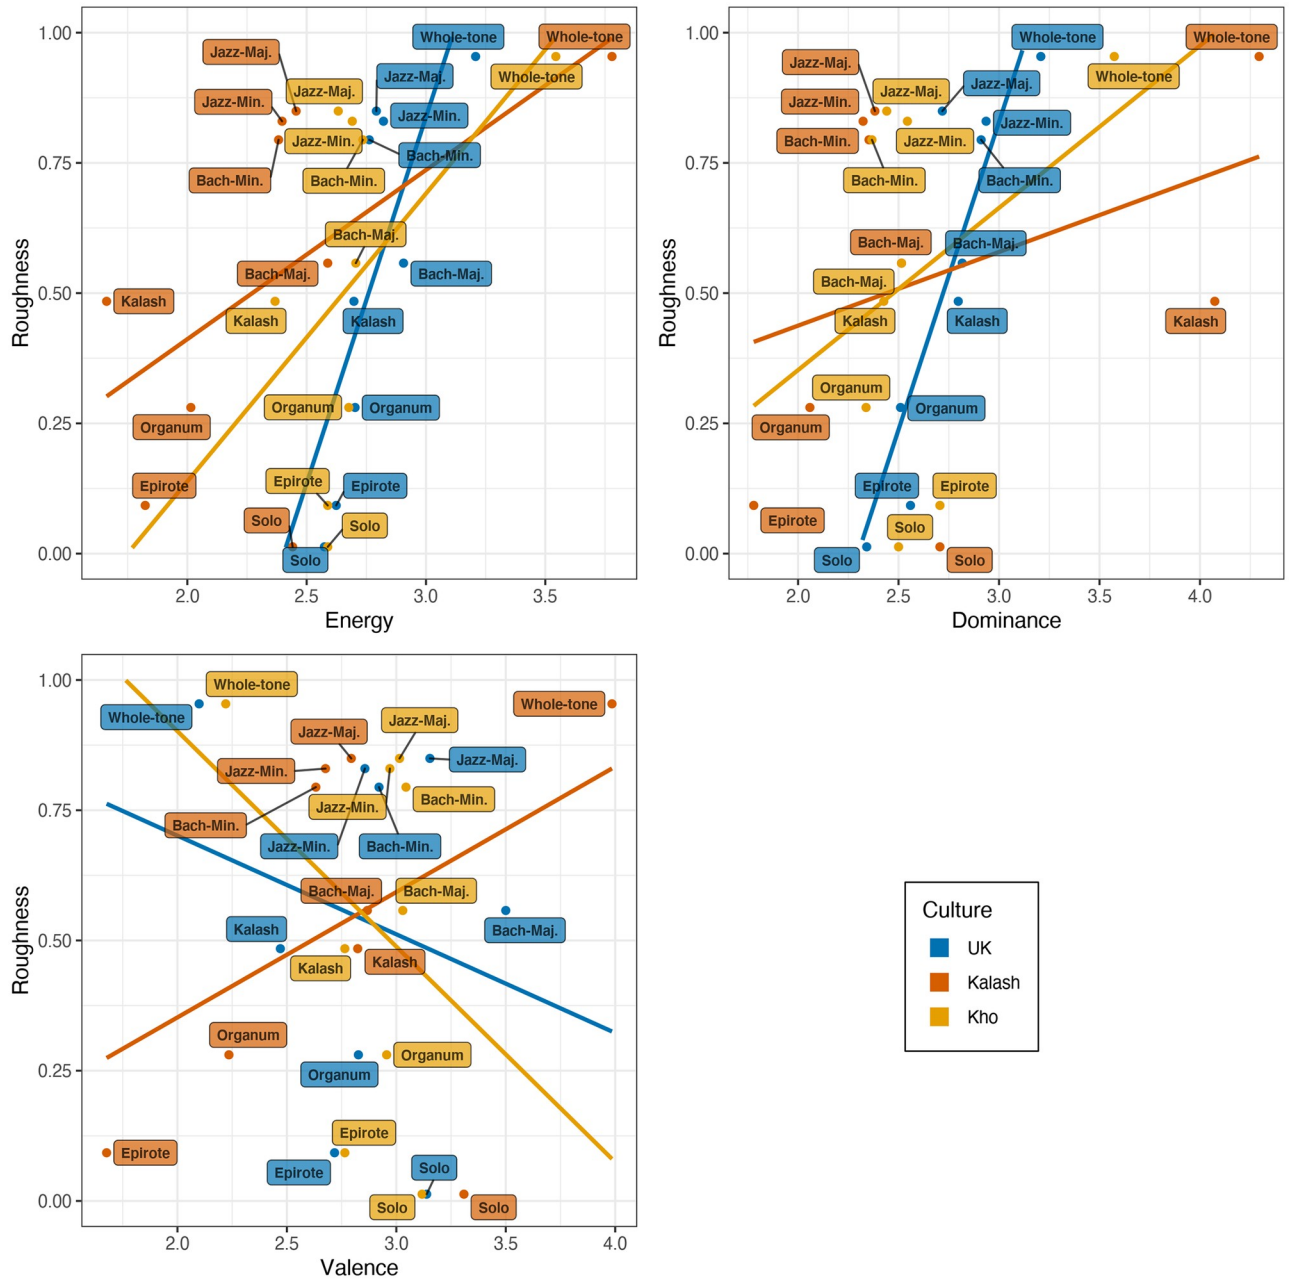 1.00
0.75
0.50
0.25
0.00
Roughness
Whole-tone
Whole-tone
Whole-tone
Jazz-Maj.
Jazz-Maj.
Jazz-Maj.
Jazz-Min.
Jazz-Min.
Jazz-Min.
Bach-Min.
Bach-Min.
Bach-Min.
Bach-Maj.
Bach-Maj.
Bach-Maj.
Kalash
Kalash
Kalash
Organum
Organum
Organum
Epirote
Epirote
Epirote
Solo
Solo
Solo
2.0 2.5 3.0 3.5
Energy
1.00
0.75
0.50
0.25
0.00
Roughness
Whole-tone
Whole-tone
Whole-tone
Jazz-Maj.
Jazz-Maj.
Jazz-Maj.
Jazz-Min.
Jazz-Min.
Jazz-Min.
Bach-Min.
Bach-Min.
Bach-Min.
Bach-Maj.
Bach-Maj.
Bach-Maj.
Kalash
Kalash
Kalash
Organum
Organum
Organum
Epirote
Epirote
Epirote
Solo
Solo
Solo
2.0 2.5 3.0 3.5 4.0
Dominance
1.00
0.75
0.50
0.25
0.00
Roughness
Whole-tone
Whole-tone
Whole-tone
Jazz-Maj.
Jazz-Maj.
Jazz-Maj.
Jazz-Min.
Jazz-Min.
Jazz-Min.
Bach-Min.
Bach-Min.
Bach-Min.
Bach-Maj.
Bach-Maj.
Bach-Maj.
Kalash
Kalash
Kalash
Organum
Organum
Organum
Epirote
Epirote
Epirote
Solo
Solo
Solo
2.0 2.5 3.0 3.5 4.0
Valence
Culture
UK
Kalash
Kho